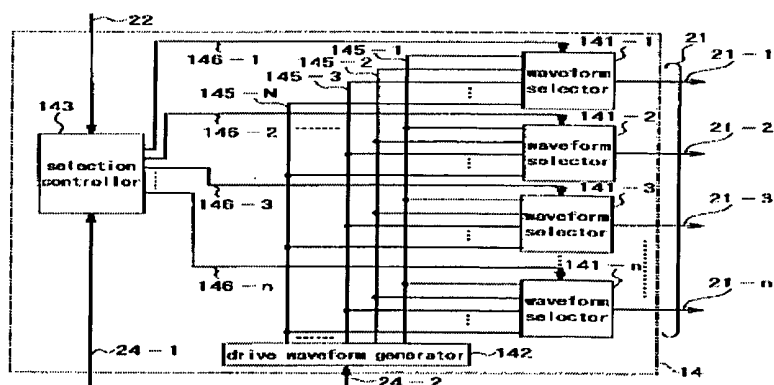 22
145-1
141-1
21
146-1
145-2
21-1
145-3
waveform
selector
145-N
143
141-2
21-2
146-2
waveform
selector
selection
controller
141-3
21-3
146-3
waveform
selector
141-n
21-n
146-n
waveform
selector
24-1
drive waveform generator
142
14
24-2